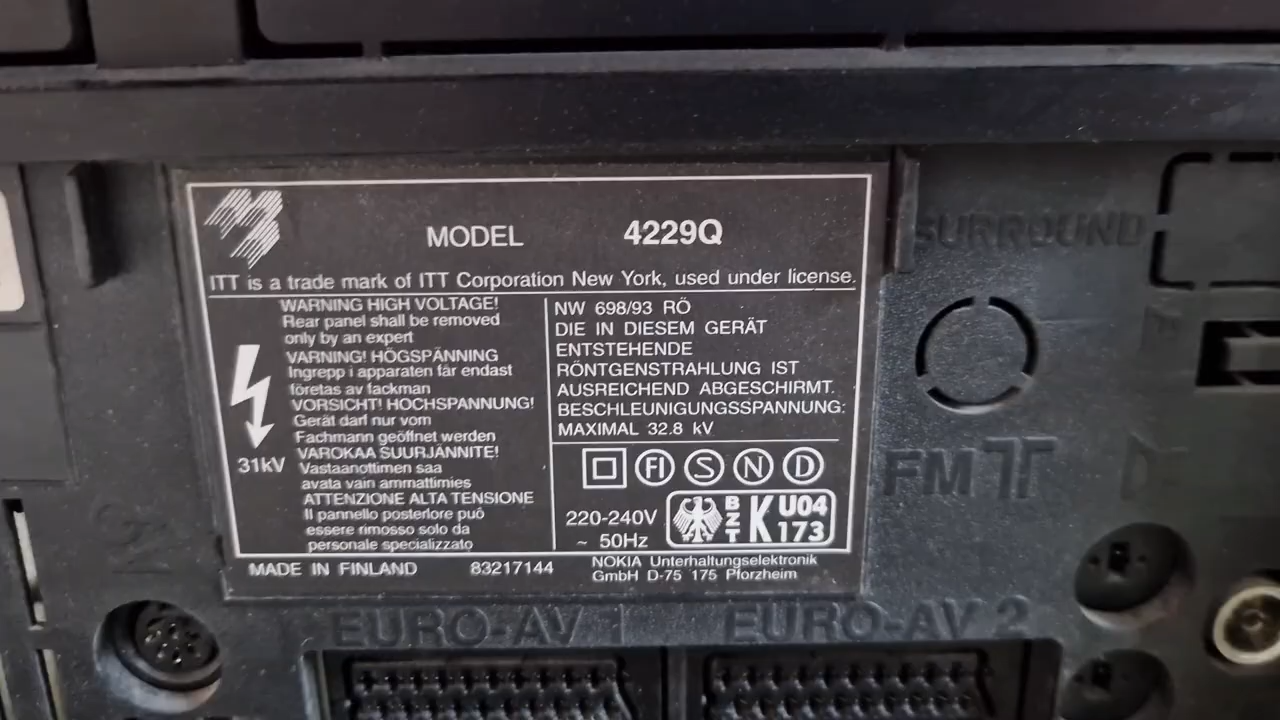 MODEL 4229Q
ITT is a trade mark of ITT Corporation New York, used under license.
WARNING HIGH VOLTAGE!
Rear panel shall be removed
only by an expert
VARNING! HÖGSPÄNNING
Ingrepp i apparaten får endast
företas av fackman
VORSICHT! HOCHSPANNUNG!
Gerät darf nur vom
Fachmann geöffnet werden
VAROKAA SUURJÄNNITE!
Vastaanottimen saa
avata vain ammattimies
ATTENZIONE ALTA TENSIONE
Il pannello posteriore può
essere rimosso solo da
personale specializzato
31kV
NW 698/93 RÖ
DIE IN DIESEM GERÄT
ENTSTEHENDE
RÖNTGENSTRAHLUNG IST
AUSREICHEND ABGESCHIRMT.
BESCHLEUNIGUNGSSPANNUNG:
MAXIMAL 32.8 kV
FI S N D
220-240V
~ 50Hz
BZT K U04
173
MADE IN FINLAND 83217144
NOKIA Unterhaltungselektronik
GmbH D-75 175 Pforzheim
SURROUND
FM
EURO-AV 1 EURO-AV 2